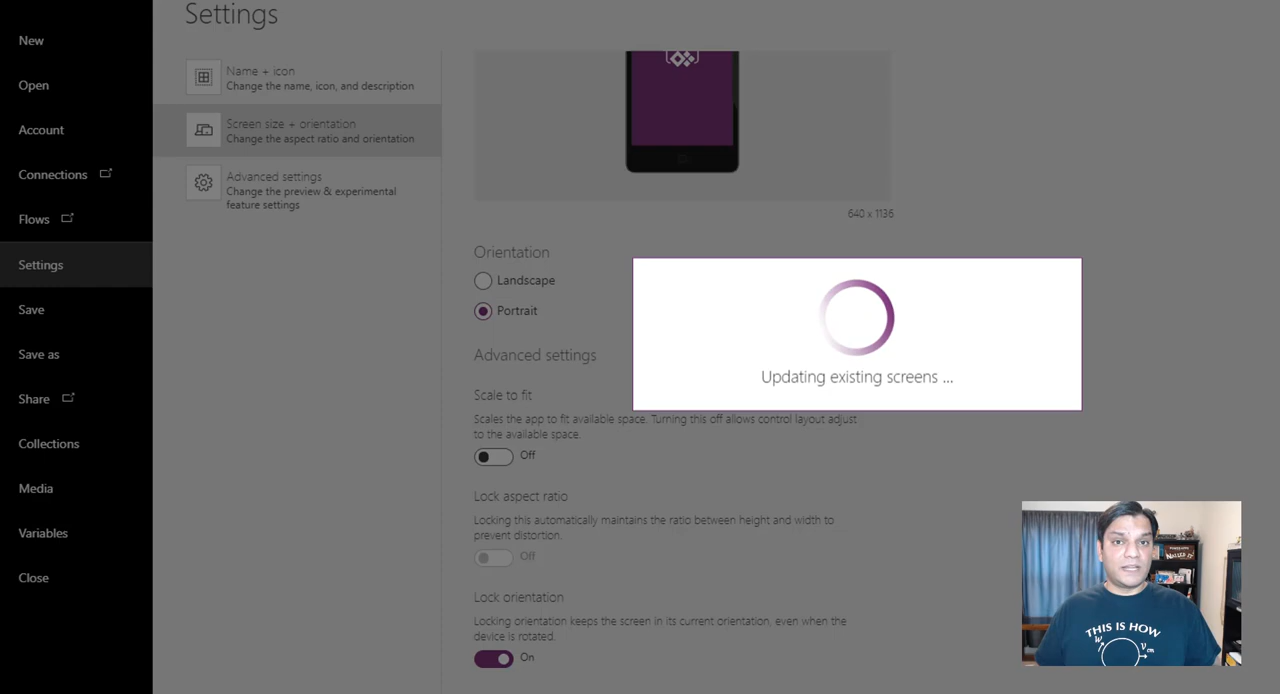 Settings
New
Open
Account
Connections
Flows
Settings
Save
Save as
Share
Collections
Media
Variables
Close
Name + icon
Change the name, icon, and description
Screen size + orientation
Change the aspect ratio and orientation
Advanced settings
Change the preview & experimental
feature settings
640 x 1136
Orientation
Landscape
Portrait
Advanced settings
Scale to fit
Scales the app to fit available space. Turning this off allows control layout adjust
to the available space.
Off
Lock aspect ratio
Locking this automatically maintains the ratio between height and width to
prevent distortion.
Off
Lock orientation
Locking orientation keeps the screen in its current orientation, even when the
device is rotated.
On
Updating existing screens ...
THIS IS HOW